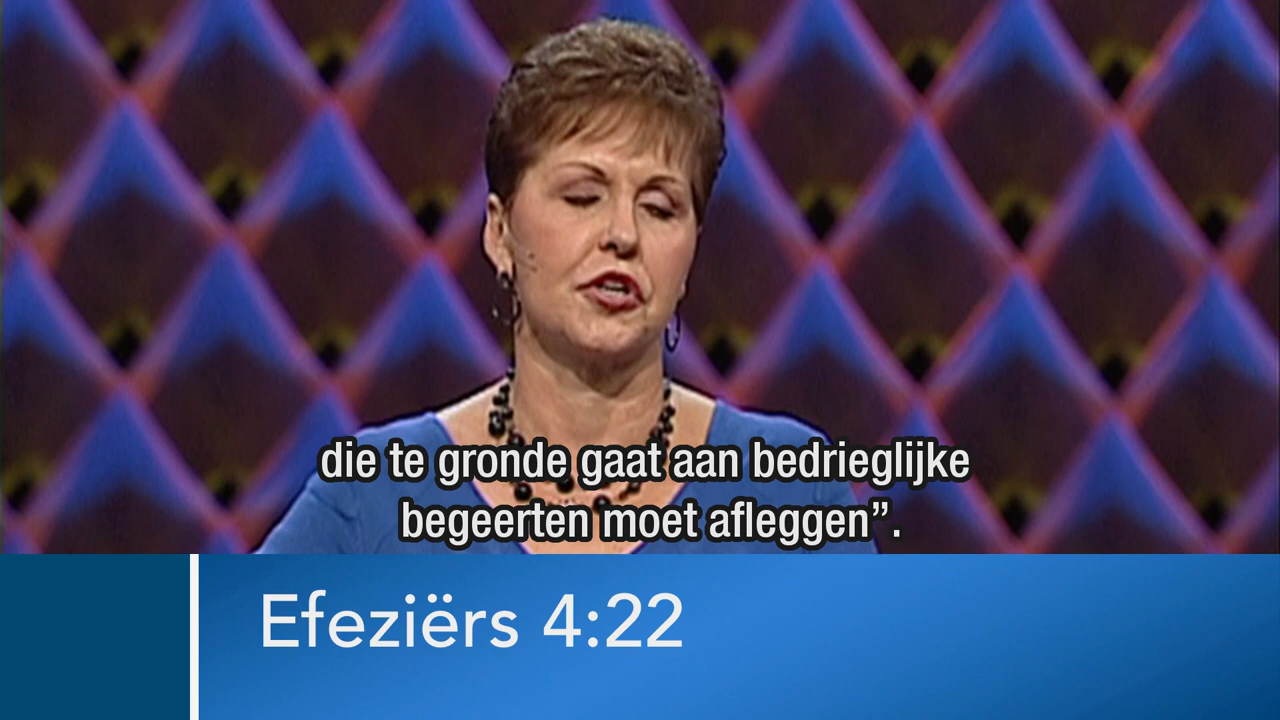 die te gronde gaat aan bedrieglijke
begeerten moet afleggen”.
Efeziërs 4:22